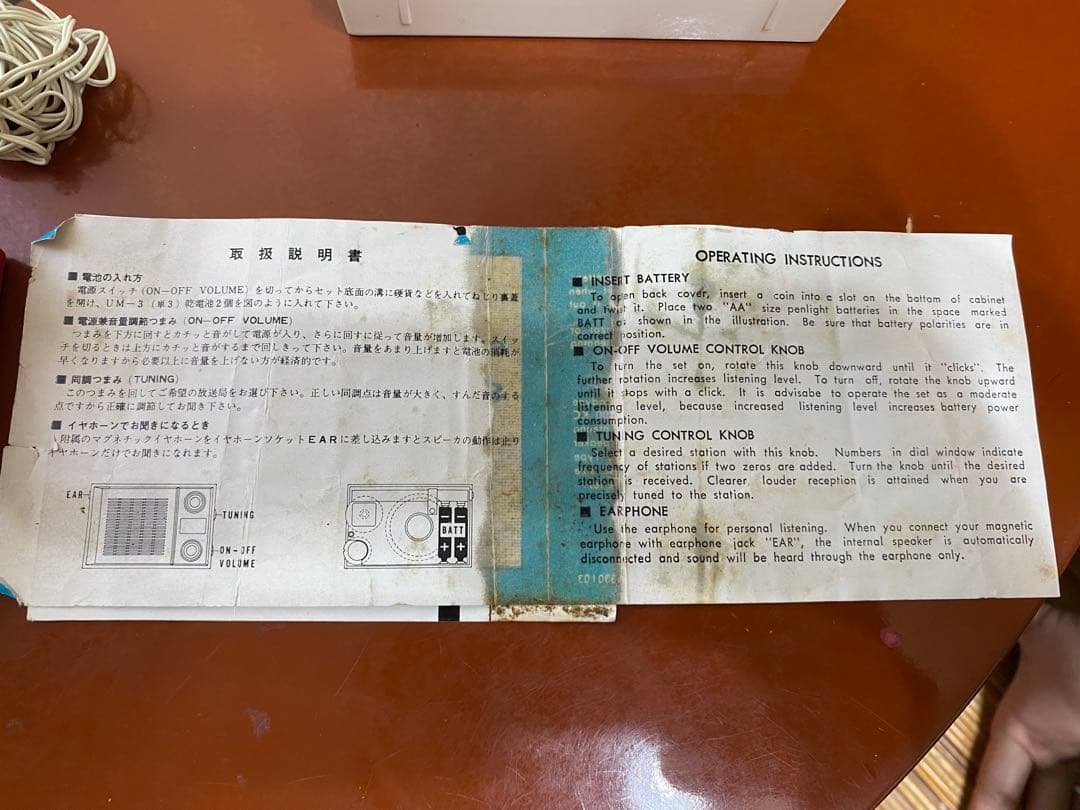 取扱説明書
■ 電池の入れ方
電源スイッチ(ON-OFF VOLUME)を切ってからセット底面の溝に硬貨などを入れてねじり裏蓋
を開け、UM-3(単3)乾電池2個を図のように入れて下さい。
■ 電源兼音量調節つまみ(ON-OFF VOLUME)
つまみを下方に回すとカチッと音がして電源が入り、さらに回すに従って音量が増加します。スイッ
チを切るときは上方にカチッと音がするまで回しきって下さい。音量をあまり上げますと電池の消耗が
早くなりますから必要以上に音量を上げない方が経済的です。
■ 同調つまみ(TUNING)
このつまみを回してご希望の放送局をお選び下さい。正しい同調点は音量が大きく、すんだ音のする
点ですから正確に調節してお聞き下さい。
■ イヤホーンでお聞きになるとき
附属のマグネチックイヤホーンをイヤホーンソケットEARに差し込みますとスピーカの動作は止り
イヤホーンだけでお聞きになれます。
EAR
TUNING
ON-OFF
VOLUME
BATT
OPERATING INSTRUCTIONS
■ INSERT BATTERY
To open back cover, insert a coin into a slot on the bottom of cabinet
and twist it. Place two "AA" size penlight batteries in the space marked
BATT as shown in the illustration. Be sure that battery polarities are in
correct position.
■ ON-OFF VOLUME CONTROL KNOB
To turn the set on, rotate this knob downward until it "clicks". The
further rotation increases listening level. To turn off, rotate the knob upward
until it stops with a click. It is advisabe to operate the set as a moderate
listening level, because increased listening level increases battery power
consumption.
■ TUNING CONTROL KNOB
Select a desired station with this knob. Numbers in dial window indicate
frequency of stations if two zeros are added. Turn the knob until the desired
station is received. Clearer, louder reception is attained when you are
precisely tuned to the station.
■ EARPHONE
Use the earphone for personal listening. When you connect your magnetic
earphone with earphone jack "EAR", the internal speaker is automatically
disconnected and sound will be heard through the earphone only.